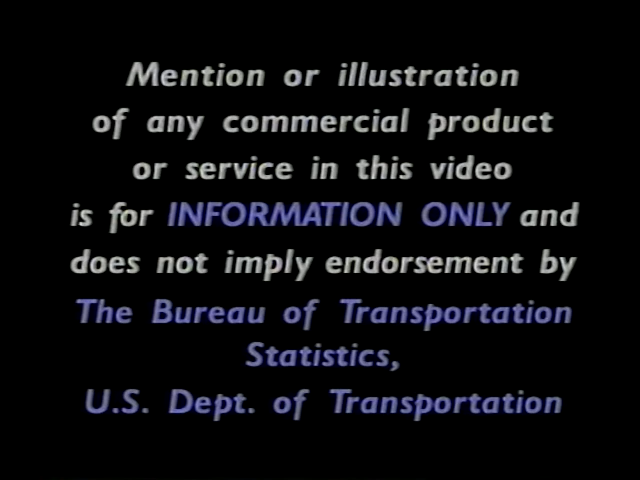 Mention or illustration
of any commercial product
or service in this video
is for INFORMATION ONLY and
does not imply endorsement by
The Bureau of Transportation
Statistics,
U.S. Dept. of Transportation